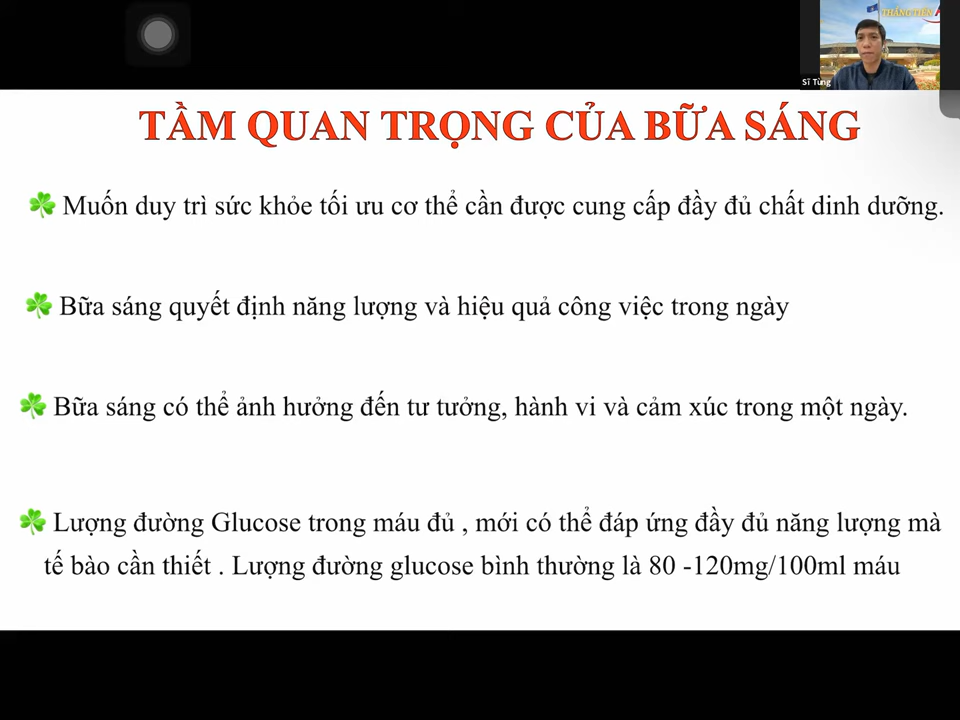 THẮNG TIẾN
Sĩ Tùng
TẦM QUAN TRỌNG CỦA BỮA SÁNG
Muốn duy trì sức khỏe tối ưu cơ thể cần được cung cấp đầy đủ chất dinh dưỡng.
Bữa sáng quyết định năng lượng và hiệu quả công việc trong ngày
Bữa sáng có thể ảnh hưởng đến tư tưởng, hành vi và cảm xúc trong một ngày.
Lượng đường Glucose trong máu đủ , mới có thể đáp ứng đầy đủ năng lượng mà
tế bào cần thiết . Lượng đường glucose bình thường là 80 -120mg/100ml máu